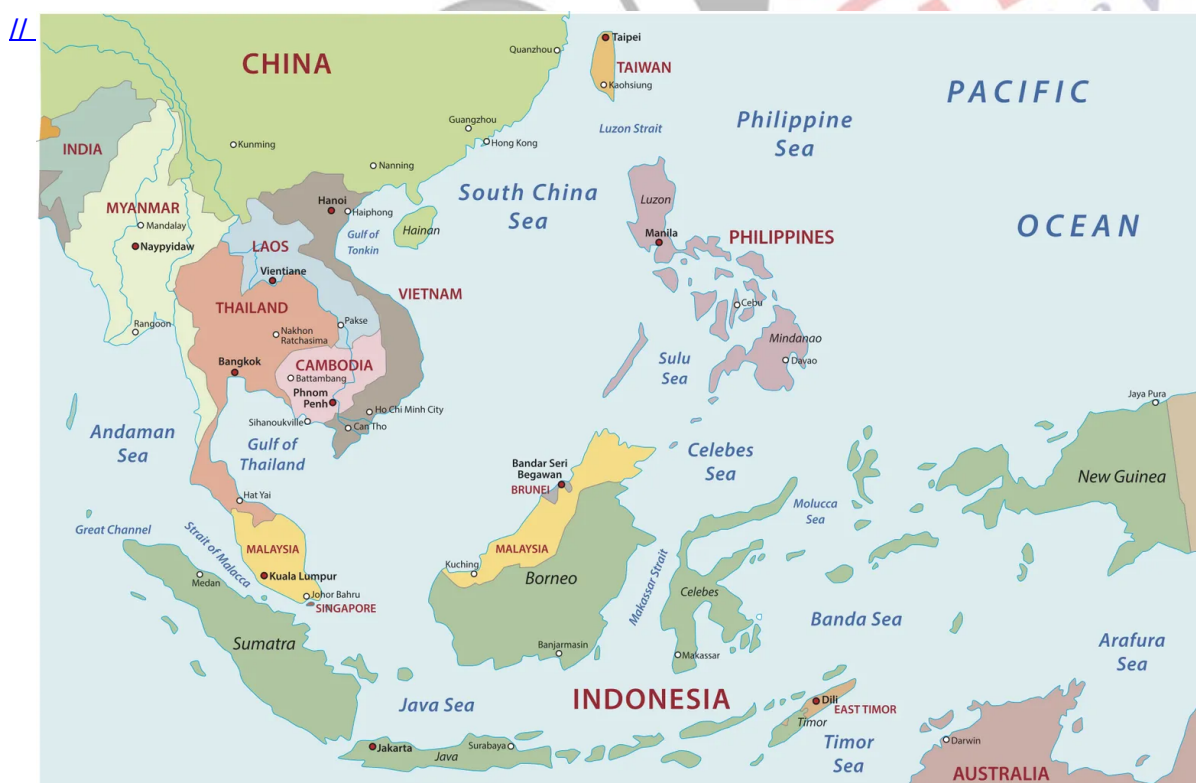 //
Quanzhou
Taipei
CHINA
TAIWAN
Kaohsiung
PACIFIC
Guangzhou
Luzon Strait
Philippine
Sea
Hong Kong
INDIA
Kunming
Nanning
South China
Sea
Luzon
MYANMAR
Hanoi
Haiphong
Mandalay
Gulf of
Tonkin
Hainan
OCEAN
Manila
PHILIPPINES
Naypyidaw
LAOS
Vientiane
VIETNAM
THAILAND
Cebu
Rangoon
Pakse
Nakhon
Ratchasima
Mindanao
Bangkok
CAMBODIA
Sulu
Sea
Davao
Battambang
Phnom
Penh
Jaya Pura
Ho Chi Minh City
Sihanoukville
Can Tho
Andaman
Sea
Gulf of
Thailand
Celebes
Sea
Bandar Seri
Begawan
BRUNEI
New Guinea
Hat Yai
Molucca
Sea
Great Channel
Strait of Malacca
MALAYSIA
MALAYSIA
Kuching
Borneo
Makassar Strait
Medan
Kuala Lumpur
Celebes
Johor Bahru
SINGAPORE
Banda Sea
Sumatra
Banjarmasin
Makassar
Arafura
Sea
Java Sea
INDONESIA
Dili
EAST TIMOR
Timor
Jakarta
Java
Surabaya
Timor
Sea
Darwin
AUSTRALIA